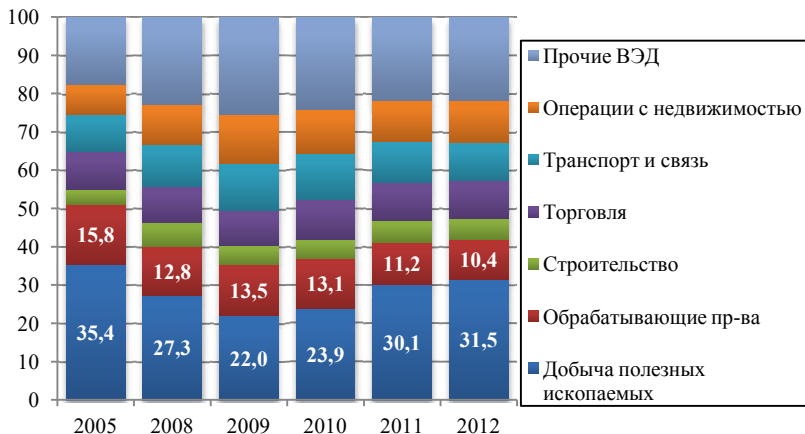 100
90
80
70
60
50
40
30
20
10
0
15,8
12,8
13,5
13,1
11,2
10,4
35,4
27,3
22,0
23,9
30,1
31,5
2005 2008 2009 2010 2011 2012
Прочие ВЭД
Операции с недвижимостью
Транспорт и связь
Торговля
Строительство
Обрабатывающие пр-ва
Добыча полезных
ископаемых